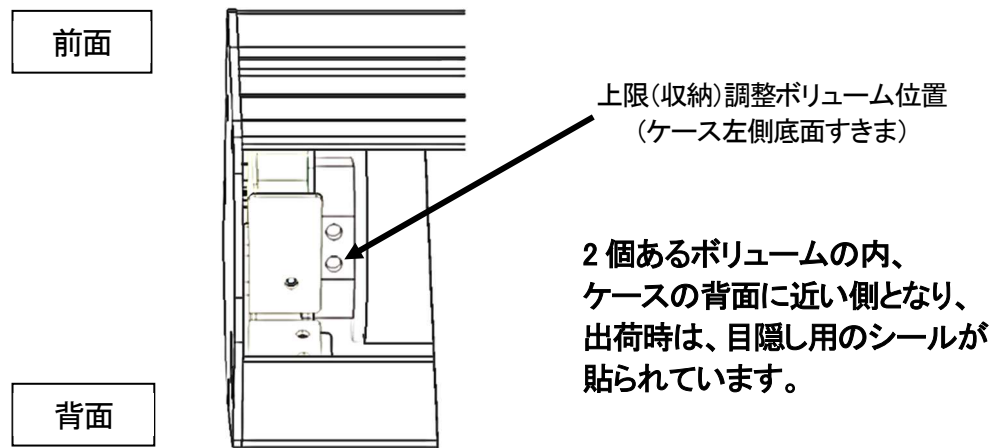 前面
上限(収納)調整ボリューム位置
(ケース左側底面すきま)
2個あるボリュームの内、
ケースの背面に近い側となり、
出荷時は、目隠し用のシールが
貼られています。
背面